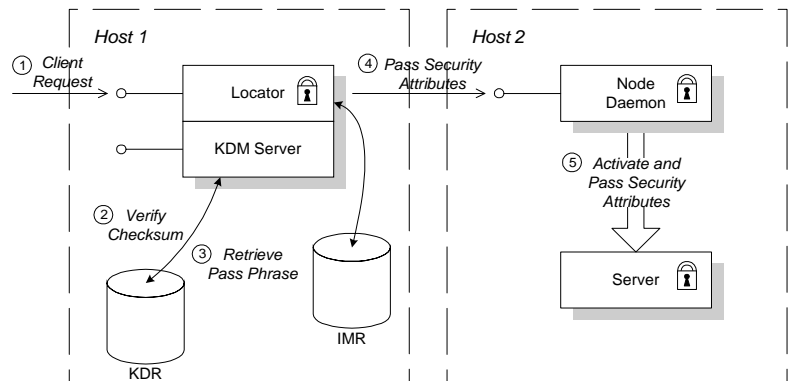 Host 1
Host 2
1 Client
Request
Locator
KDM Server
4 Pass Security
Attributes
Node
Daemon
5 Activate and
Pass Security
Attributes
2 Verify
Checksum
3 Retrieve
Pass Phrase
Server
IMR
KDR